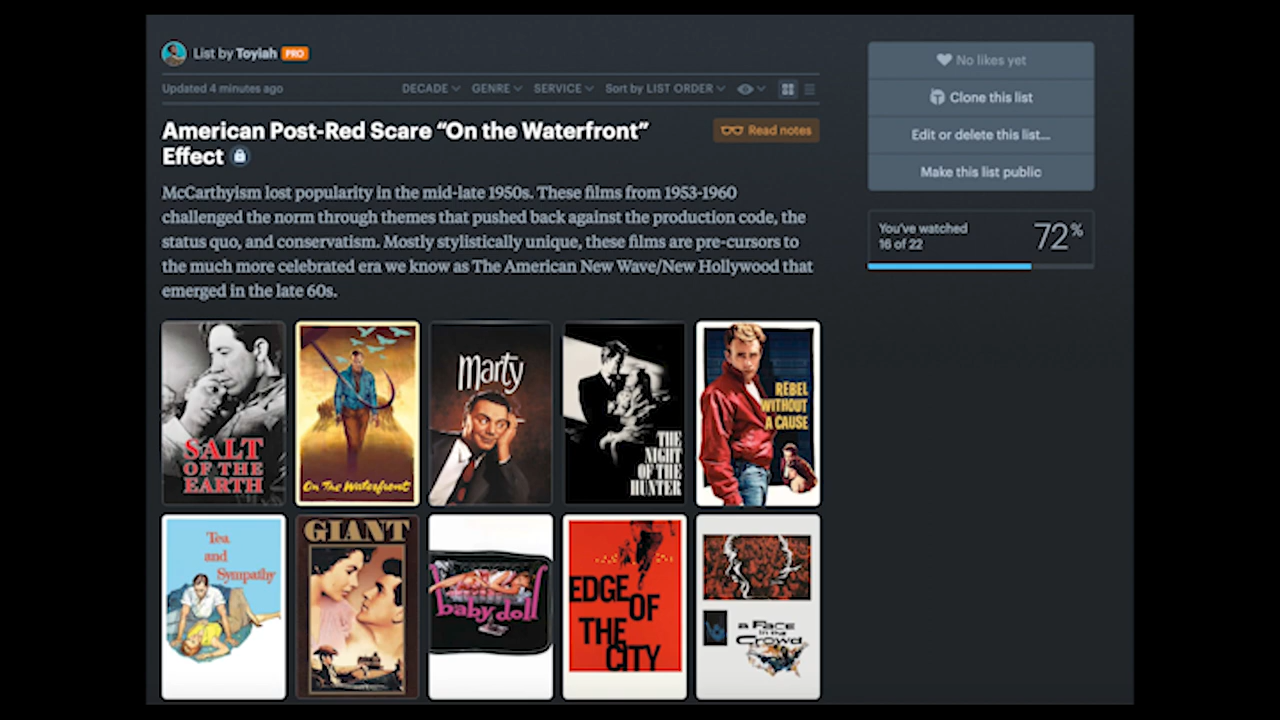 List by Toyiah PRO
Updated 4 minutes ago
DECADE GENRE SERVICE Sort by LIST ORDER
American Post-Red Scare “On the Waterfront”
Effect
Read notes
McCarthyism lost popularity in the mid-late 1950s. These films from 1953-1960
challenged the norm through themes that pushed back against the production code, the
status quo, and conservatism. Mostly stylistically unique, these films are pre-cursors to
the much more celebrated era we know as The American New Wave/New Hollywood that
emerged in the late 60s.
SALT
OF THE
EARTH
On The Waterfront
Marty
THE
NIGHT
OF THE
HUNTER
REBEL
WITHOUT
A CAUSE
Tea
and
Sympathy
GIANT
baby doll
EDGE
OF
THE
CITY
a Face
in the
Crowd
No likes yet
Clone this list
Edit or delete this list...
Make this list public
You’ve watched
16 of 22
72%